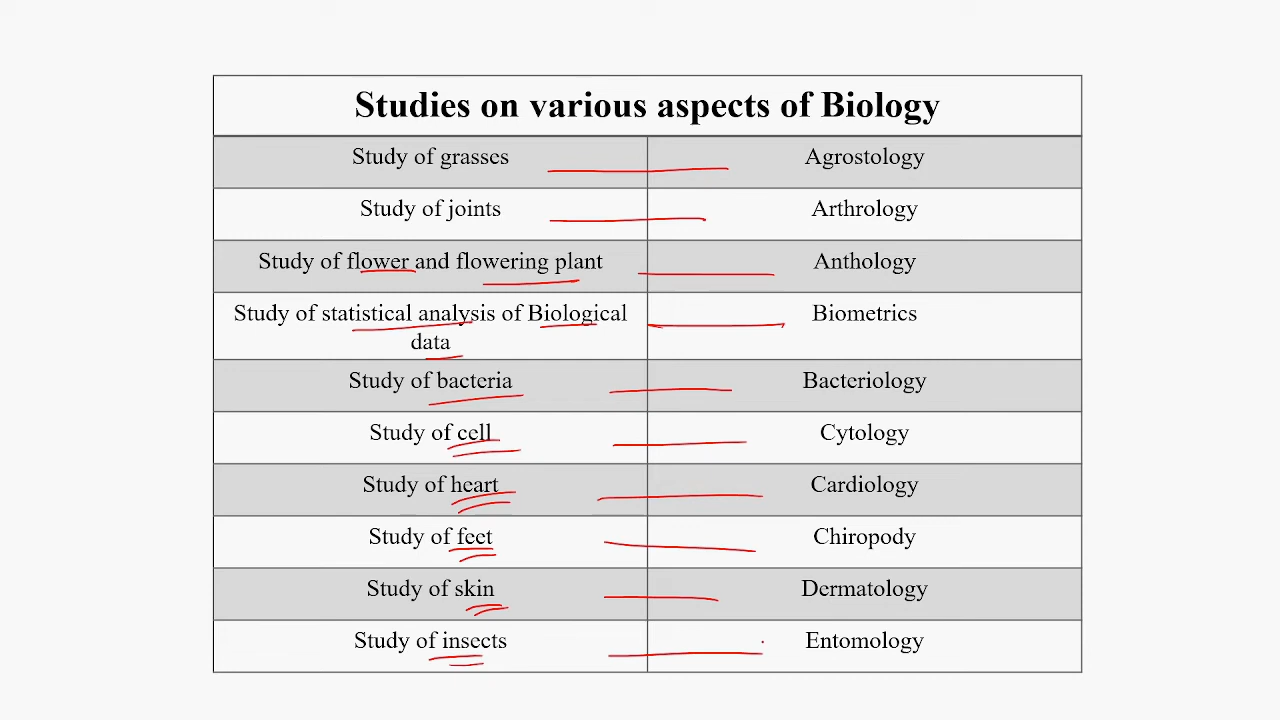 Studies on various aspects of Biology
Study of grasses Agrostology
Study of joints Arthrology
Study of flower and flowering plant Anthology
Study of statistical analysis of Biological Biometrics
data
Study of bacteria Bacteriology
Study of cell Cytology
Study of heart Cardiology
Study of feet Chiropody
Study of skin Dermatology
Study of insects Entomology